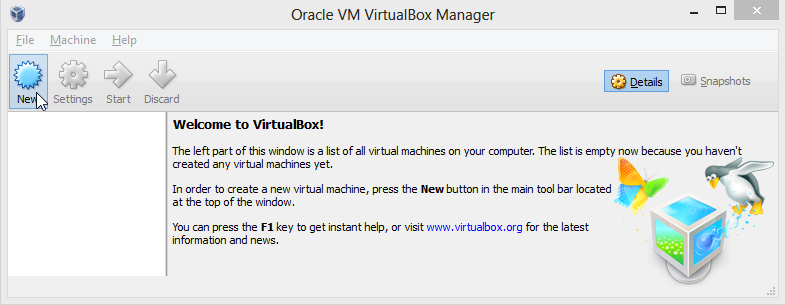 Oracle VM VirtualBox Manager
File Machine Help
New Settings Start Discard Details Snapshots
Welcome to VirtualBox!
The left part of this window is a list of all virtual machines on your computer. The list is empty now because you haven't
created any virtual machines yet.
In order to create a new virtual machine, press the New button in the main tool bar located
at the top of the window.
You can press the F1 key to get instant help, or visit www.virtualbox.org for the latest
information and news.